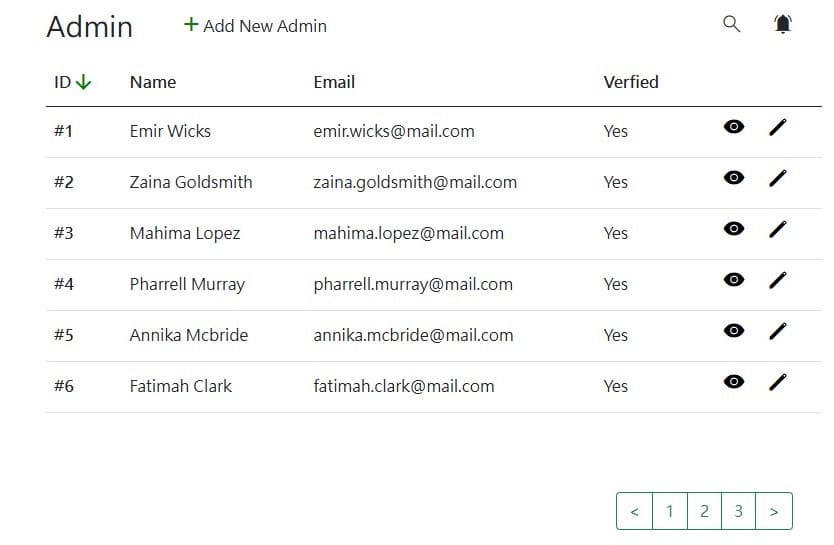 Admin + Add New Admin
ID Name Email Verfied
#1 Emir Wicks emir.wicks@mail.com Yes
#2 Zaina Goldsmith zaina.goldsmith@mail.com Yes
#3 Mahima Lopez mahima.lopez@mail.com Yes
#4 Pharrell Murray pharrell.murray@mail.com Yes
#5 Annika Mcbride annika.mcbride@mail.com Yes
#6 Fatimah Clark fatimah.clark@mail.com Yes
< 1 2 3 >